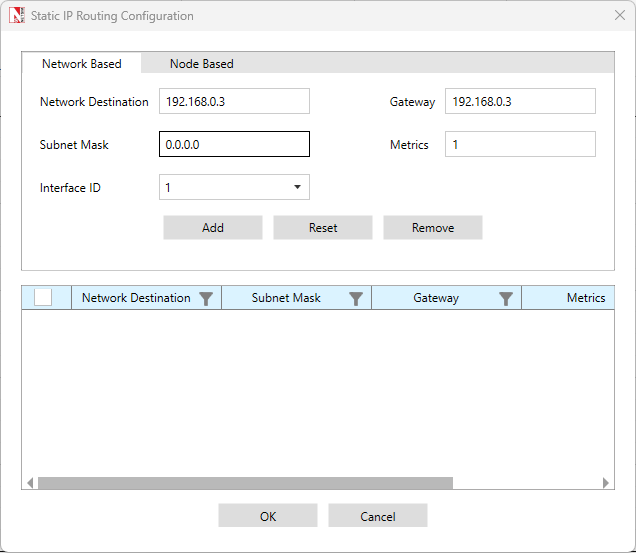 Static IP Routing Configuration
Network Based
Node Based
Network Destination
192.168.0.3
Gateway
192.168.0.3
Subnet Mask
0.0.0.0
Metrics
1
Interface ID
1
Add
Reset
Remove
Network Destination
Subnet Mask
Gateway
Metrics
OK
Cancel